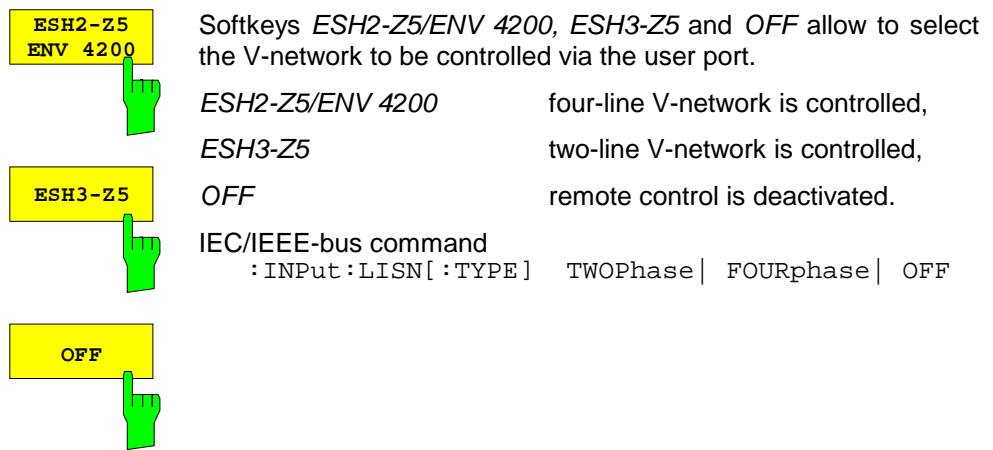 ESH2-Z5
ENV 4200
Softkeys ESH2-Z5/ENV 4200, ESH3-Z5 and OFF allow to select
the V-network to be controlled via the user port.
ESH2-Z5/ENV 4200 four-line V-network is controlled,
ESH3-Z5 two-line V-network is controlled,
ESH3-Z5
OFF remote control is deactivated.
IEC/IEEE-bus command
:INPut:LISN[:TYPE] TWOPhase| FOURphase| OFF
OFF